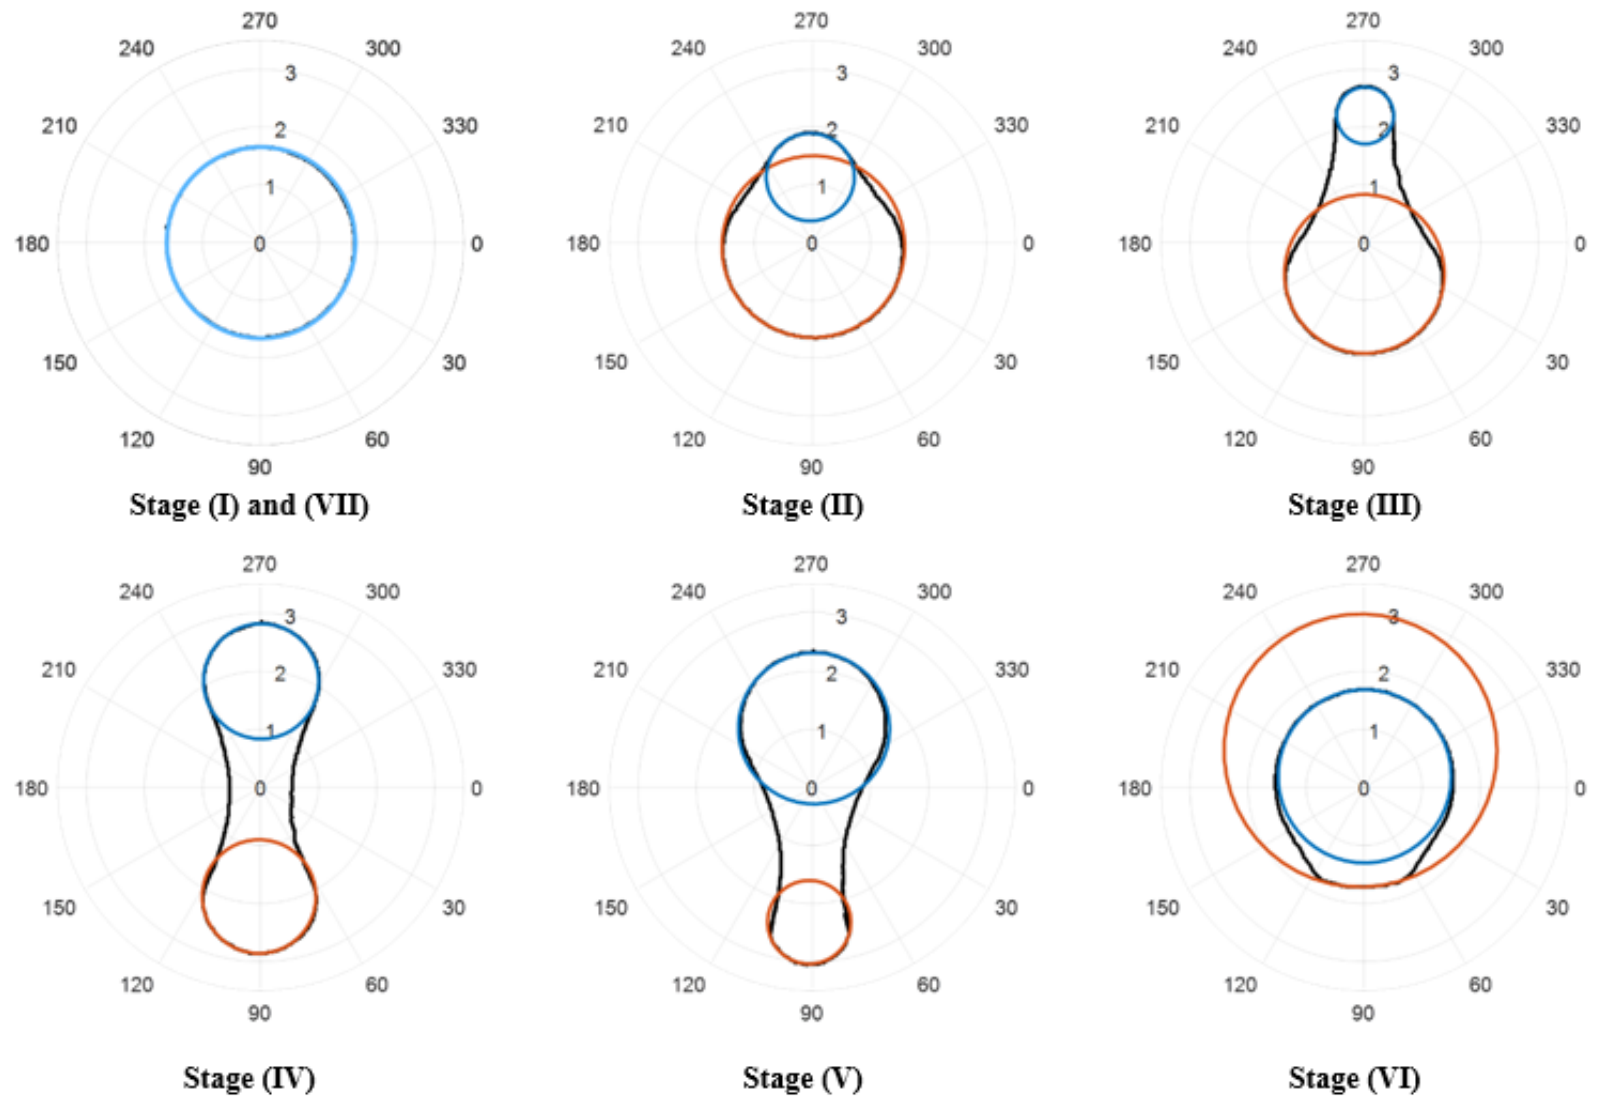 270 270 270
240 300 240 300 240 300
3 3 3
210 2 330 210 2 330 210 2 330
1 1 1
180 0 0 180 0 0 180 0 0
150 30 150 30 150 30
120 60 120 60 120 60
90 90 90
Stage (I) and (VII) Stage (II) Stage (III)
270 270 270
240 300 240 300 240 300
3 3 3
210 2 330 210 2 330 210 2 330
1 1 1
180 0 0 180 0 0 180 0 0
150 30 150 30 150 30
120 60 120 60 120 60
90 90 90
Stage (IV) Stage (V) Stage (VI)